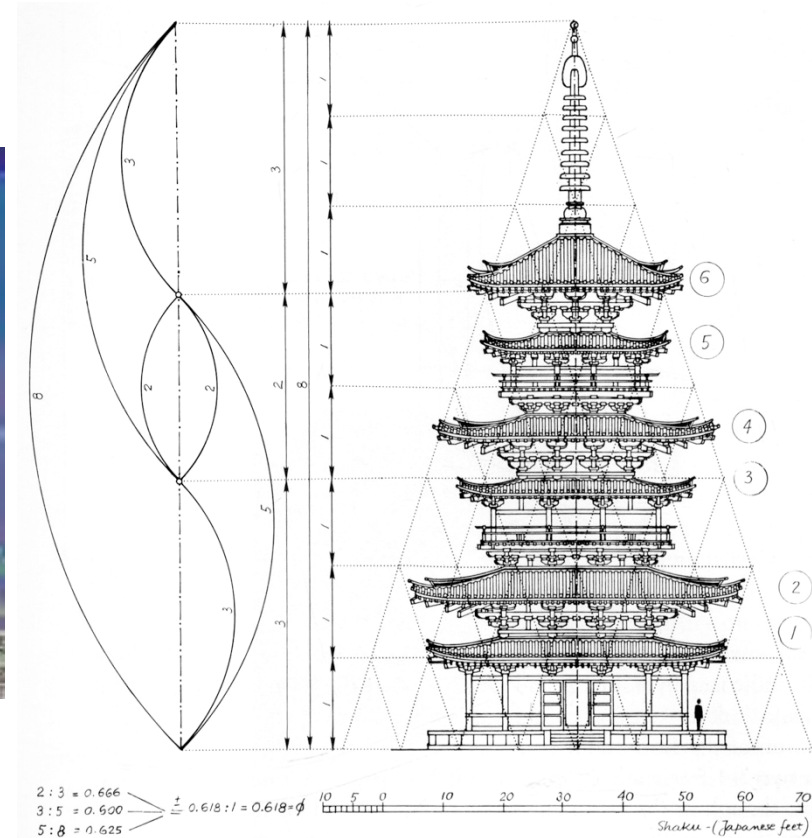 1
3 3 1
5 1
6
1 5
8 2 2 2 8
1 4
3
5 1
2
3 3 1
1
1
2 : 3 = 0.666
3 : 5 = 0.600 ± 0.618 : 1 = 0.618 = ϕ
5 : 8 = 0.625
10 5 0 10 20 30 40 50 60 70
Shaku - (Japanese feet)